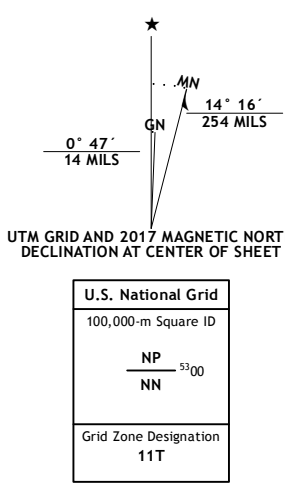 ★
MN
GN
14° 16´
254 MILS
0° 47´
14 MILS
UTM GRID AND 2017 MAGNETIC NORT
DECLINATION AT CENTER OF SHEET
U.S. National Grid
100,000-m Square ID
NP
5300
NN
Grid Zone Designation
11T